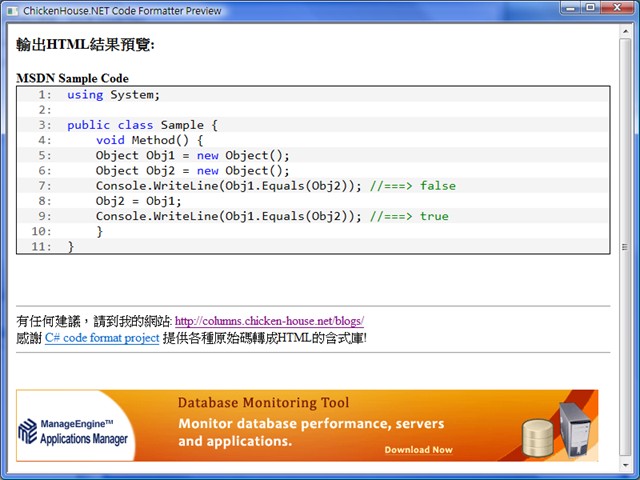 ChickenHouse.NET Code Formatter Preview
輸出HTML結果預覽:
MSDN Sample Code
1: using System;
2:
3: public class Sample {
4: void Method() {
5: Object Obj1 = new Object();
6: Object Obj2 = new Object();
7: Console.WriteLine(Obj1.Equals(Obj2)); //===> false
8: Obj2 = Obj1;
9: Console.WriteLine(Obj1.Equals(Obj2)); //===> true
10: }
11: }
有任何建議，請到我的網站: http://columns.chicken-house.net/blogs/
感謝 C# code format project 提供各種原始碼轉成HTML的含式庫!
ManageEngine™
Applications Manager
Database Monitoring Tool
Monitor database performance, servers
and applications.
Download Now